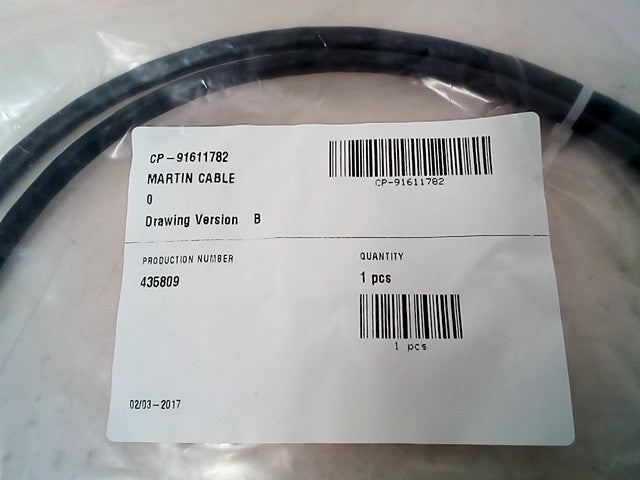 CP-91611782
MARTIN CABLE
0
Drawing Version B
CP-91611782
PRODUCTION NUMBER
435809
QUANTITY
1 pcs
1 pcs
02/03-2017